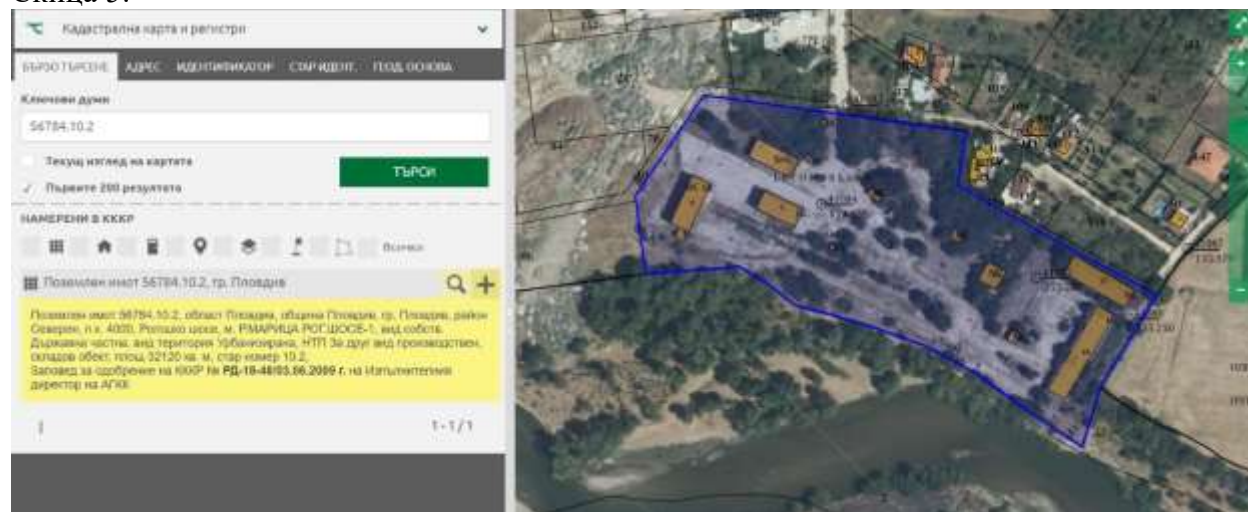 Скица 3.
Кадастрална карта и регистри
БЪРЗО ТЪРСЕНЕ АДРЕС ИДЕНТИФИКАТОР СТАР ИДЕНТ. ГЕОД. ОСНОВА
Ключови думи
56784.10.2
Текущ изглед на картата
Първите 200 резултата
ТЪРСИ
НАМЕРЕНИ В КККР
Всички
Поземлен имот 56784.10.2, гр. Пловдив
Поземлен имот 56784.10.2, област Пловдив, община Пловдив, гр. Пловдив, район
Северен, п.к. 4000, Рогошко шосе, м. Р.МАРИЦА РОГ.ШОСЕ-1, вид собств.
Държавна частна, вид територия Урбанизирана, НТП За друг вид производствен,
складов обект, площ 32120 кв. м, стар номер 10.2,
Заповед за одобрение на КККР № РД-18-48/03.06.2009 г. на Изпълнителния
директор на АГКК
1-1/1